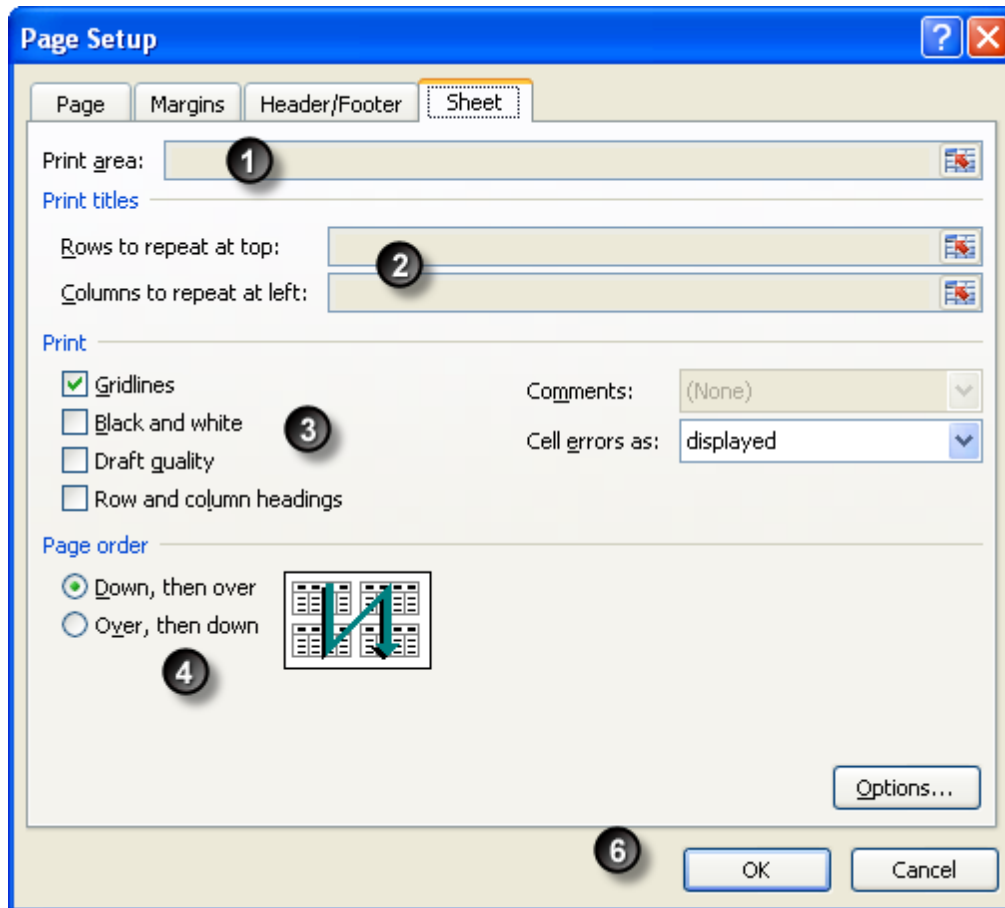 Page Setup
?
Page Margins Header/Footer Sheet
Print area: 1
Print titles
Rows to repeat at top:
2
Columns to repeat at left:
Print
Gridlines
Black and white
3
Draft quality
Row and column headings
Comments: (None)
Cell errors as: displayed
Page order
Down, then over
Over, then down
4
Options...
6
OK Cancel